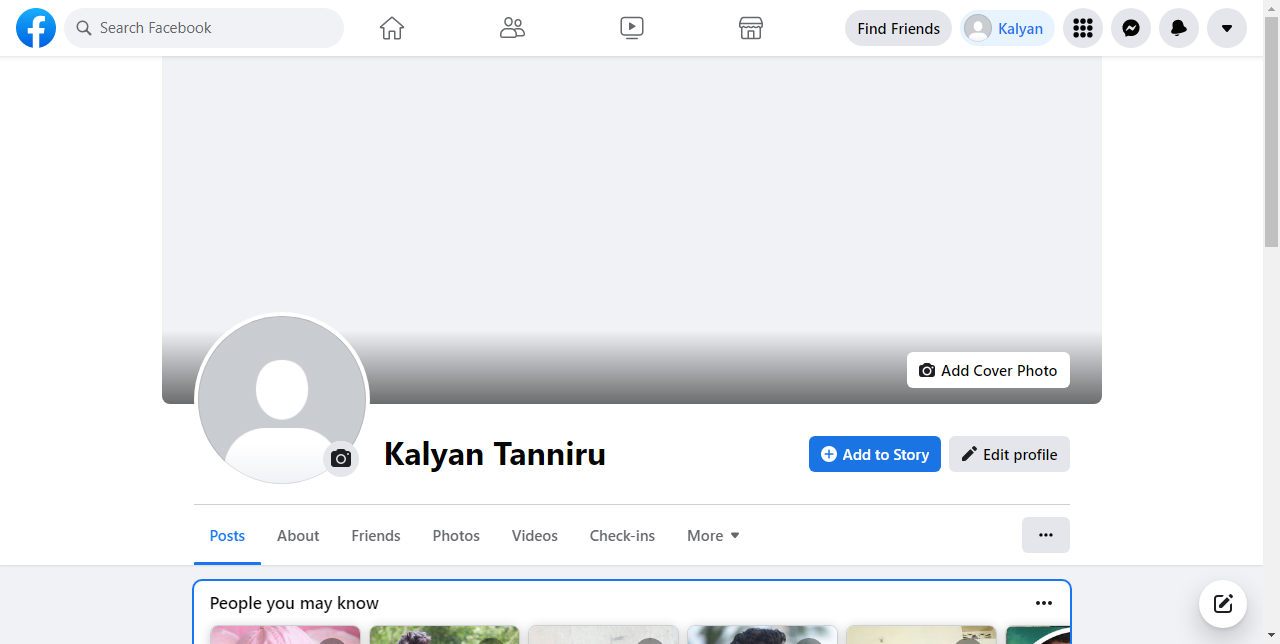 Search Facebook
Find Friends
Kalyan
Add Cover Photo
Kalyan Tanniru
Add to Story
Edit profile
Posts
About
Friends
Photos
Videos
Check-ins
More
People you may know